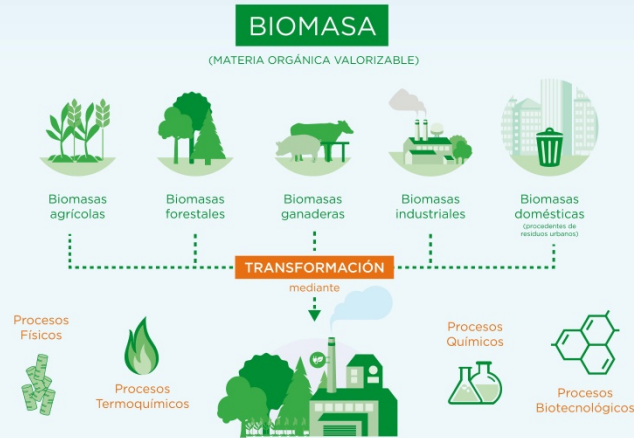 BIOMASA
(MATERIA ORGÁNICA VALORIZABLE)
Biomasas
agrícolas
Biomasas
forestales
Biomasas
ganaderas
Biomasas
industriales
Biomasas
domésticas
(procedentes de
residuos urbanos)
TRANSFORMACIÓN
mediante
Procesos
Físicos
Procesos
Termoquímicos
Procesos
Químicos
Procesos
Biotecnológicos